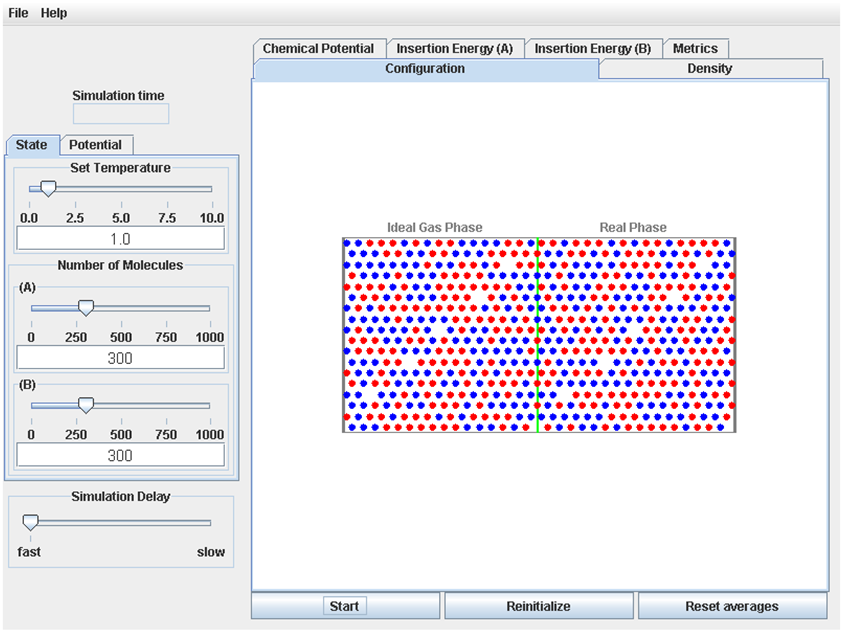 File Help
Chemical Potential Insertion Energy (A) Insertion Energy (B) Metrics
Configuration Density
Simulation time
State Potential
Set Temperature
0.0 2.5 5.0 7.5 10.0
1.0
Number of Molecules
(A)
0 250 500 750 1000
300
(B)
0 250 500 750 1000
300
Simulation Delay
fast slow
Ideal Gas Phase Real Phase
Start Reinitialize Reset averages